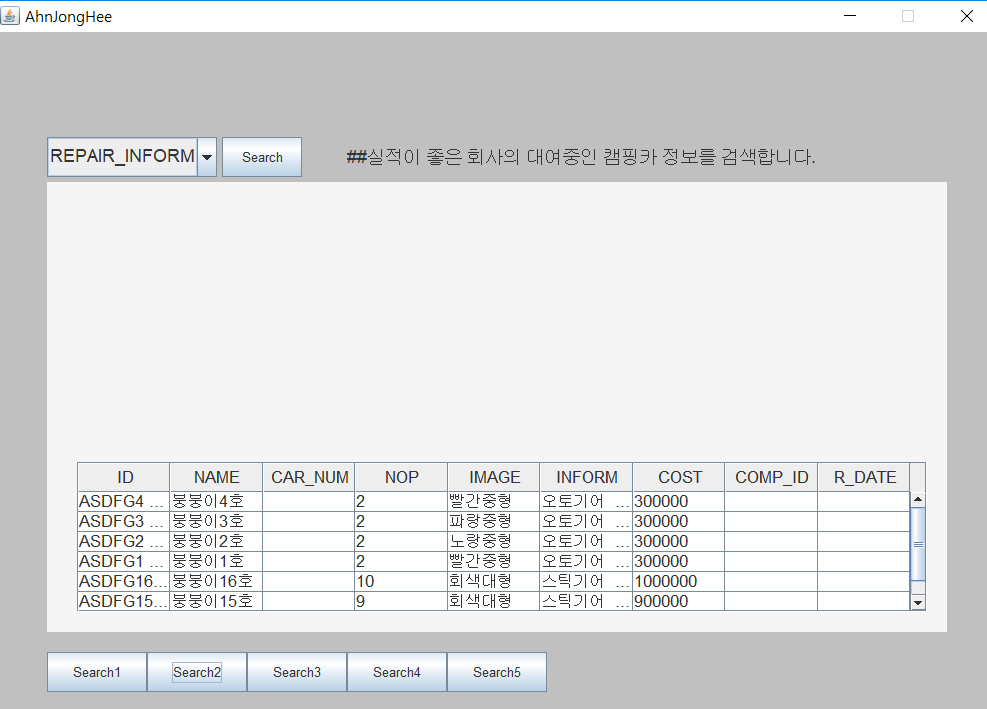 AhnJongHee
REPAIR_INFORM Search ##실적이 좋은 회사의 대여중인 캠핑카 정보를 검색합니다.
ID NAME CAR_NUM NOP IMAGE INFORM COST COMP_ID R_DATE
ASDFG4 ... 붕붕이4호 2 빨간중형 오토기어 ... 300000
ASDFG3 ... 붕붕이3호 2 파랑중형 오토기어 ... 300000
ASDFG2 ... 붕붕이2호 2 노랑중형 오토기어 ... 300000
ASDFG1 ... 붕붕이1호 2 빨간중형 오토기어 ... 300000
ASDFG16... 붕붕이16호 10 회색대형 스틱기어 ... 1000000
ASDFG15... 붕붕이15호 9 회색대형 스틱기어 ... 900000
Search1 Search2 Search3 Search4 Search5